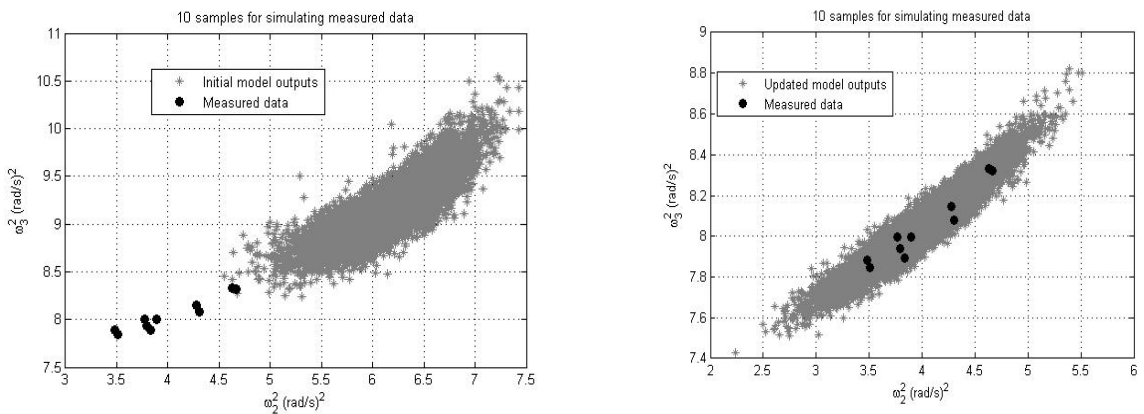 10 samples for simulating measured data
11
10.5
10
9.5
9
8.5
8
7.5
ω₃² (rad/s)²
Initial model outputs
Measured data
3 3.5 4 4.5 5 5.5 6 6.5 7 7.5
ω₂² (rad/s)²
10 samples for simulating measured data
9
8.8
8.6
8.4
8.2
8
7.8
7.6
7.4
ω₃² (rad/s)²
Updated model outputs
Measured data
2 2.5 3 3.5 4 4.5 5 5.5 6
ω₂² (rad/s)²